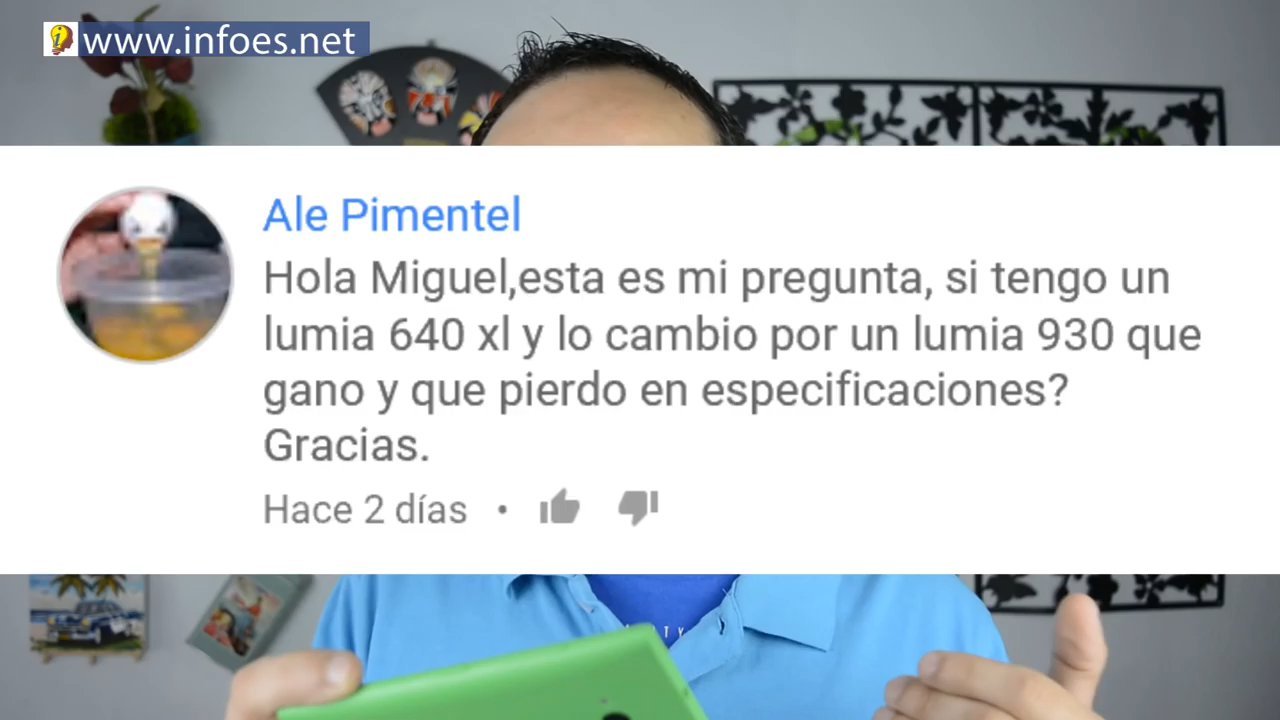 www.infoes.net
Ale Pimentel
Hola Miguel,esta es mi pregunta, si tengo un
lumia 640 xl y lo cambio por un lumia 930 que
gano y que pierdo en especificaciones?
Gracias.
Hace 2 días •